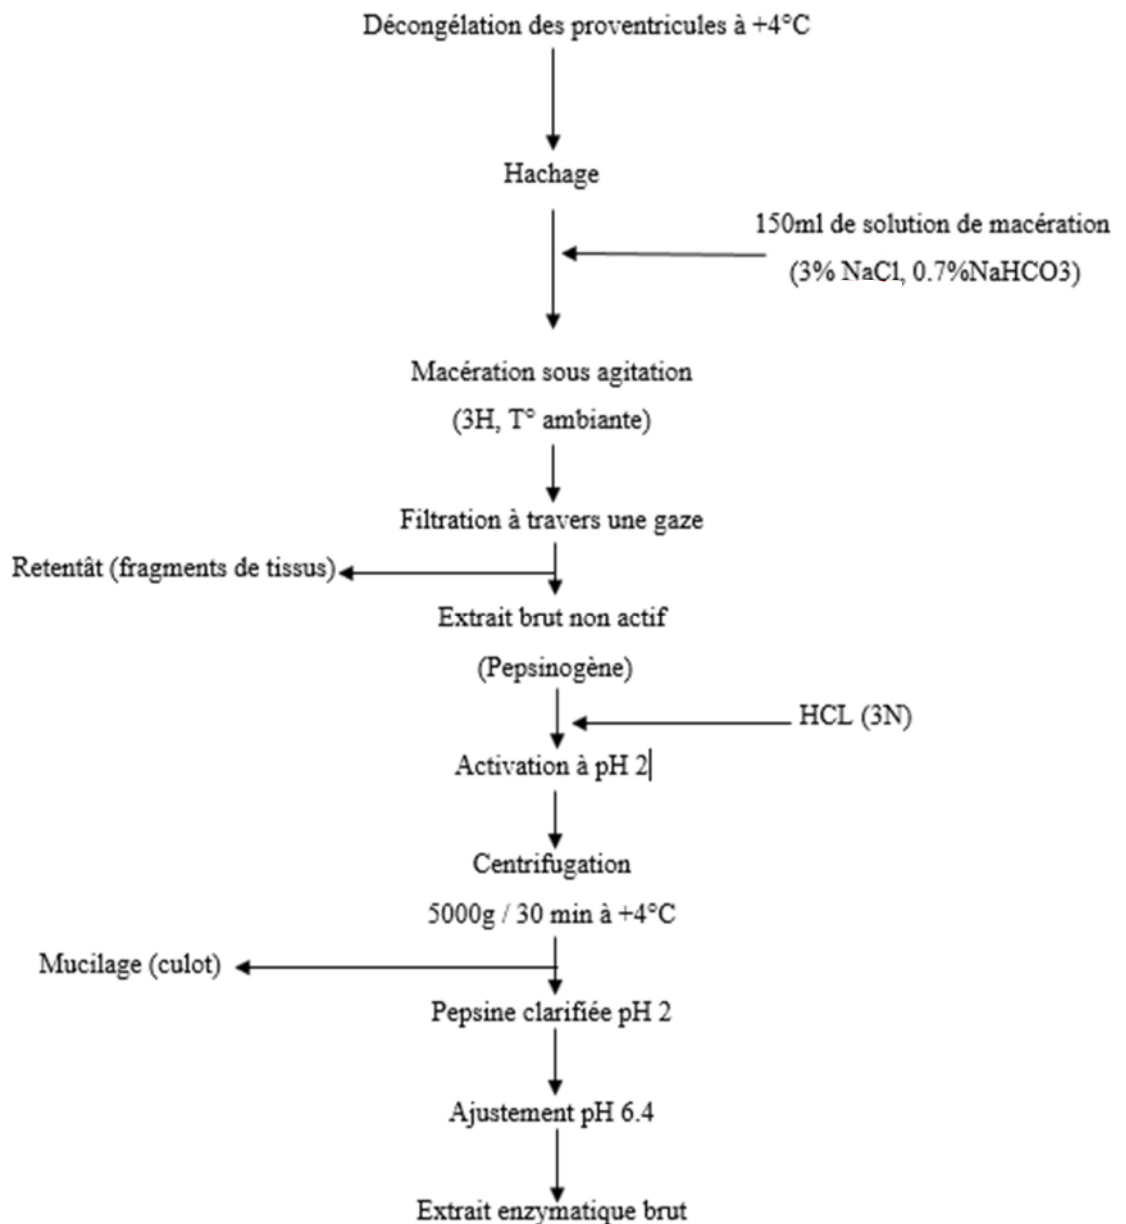 Décongélation des proventricules à +4°C
Hachage
150ml de solution de macération
(3% NaCl, 0.7%NaHCO3)
Macération sous agitation
(3H, T° ambiante)
Filtration à travers une gaze
Retentât (fragments de tissus)
Extrait brut non actif
(Pepsinogène)
HCL (3N)
Activation à pH 2
Centrifugation
5000g / 30 min à +4°C
Mucilage (culot)
Pepsine clarifiée pH 2
Ajustement pH 6.4
Extrait enzymatique brut